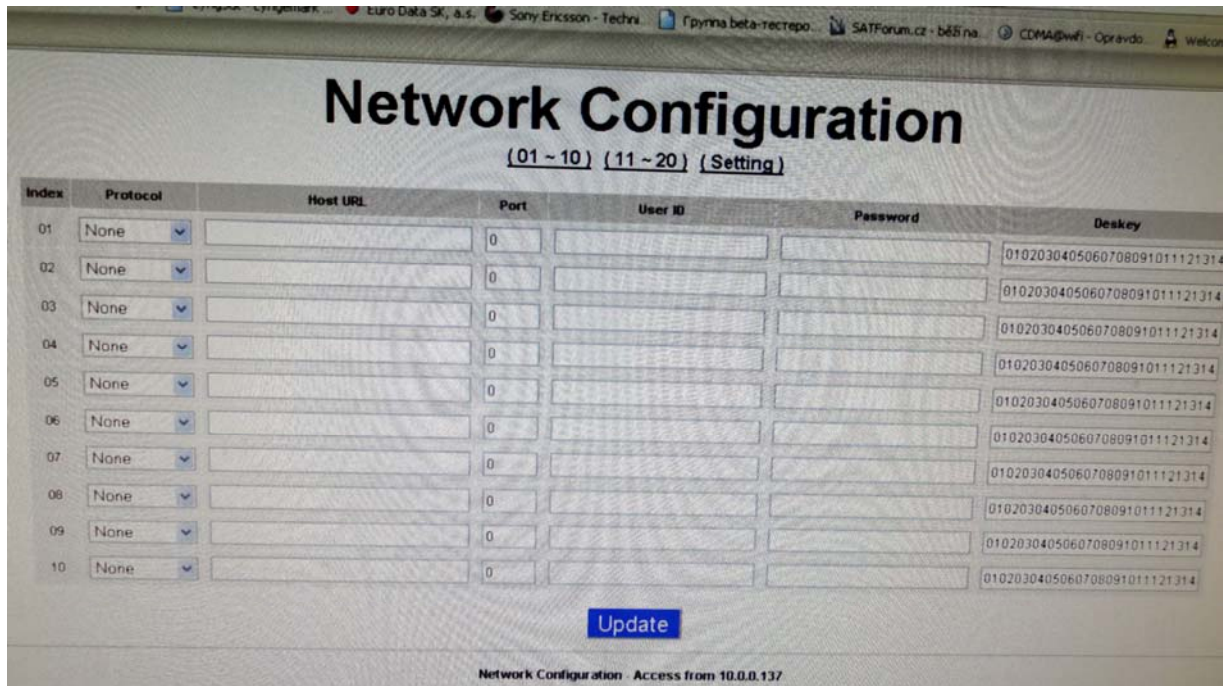 Euro Data SK, a.s. Sony Ericsson - Techni... Группа beta-тестеро... SATForum.cz - běží na... CDMA@wifi - Opravdo... Welcom
Network Configuration
( 01 ~ 10 ) ( 11 ~ 20 ) ( Setting )
Index Protocol Host URL Port User ID Password Deskey
01 None 0 0102030405060708091011121314
02 None 0 0102030405060708091011121314
03 None 0 0102030405060708091011121314
04 None 0 0102030405060708091011121314
05 None 0 0102030405060708091011121314
06 None 0 0102030405060708091011121314
07 None 0 0102030405060708091011121314
08 None 0 0102030405060708091011121314
09 None 0 0102030405060708091011121314
10 None 0 0102030405060708091011121314
Update
Network Configuration - Access from 10.0.0.137